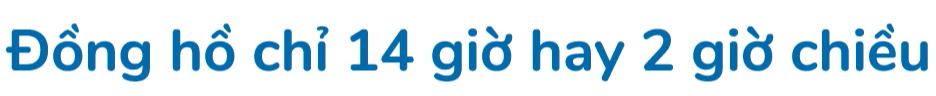 Đồng hồ chỉ 14 giờ hay 2 giờ chiều